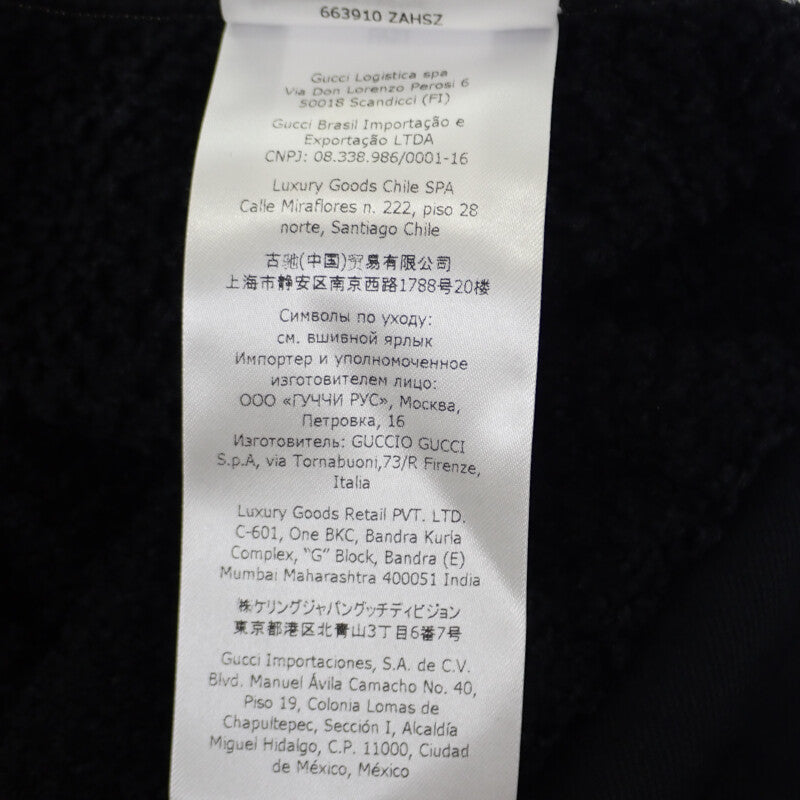 663910 ZAHSZ
Gucci Logistica spa
Via Don Lorenzo Perosi 6
50018 Scandicci (FI)
Gucci Brasil Importação e
Exportação LTDA
CNPJ: 08.338.986/0001-16
Luxury Goods Chile SPA
Calle Miraflores n. 222, piso 28
norte, Santiago Chile
古驰(中国)贸易有限公司
上海市静安区南京西路1788号20楼
Символы по уходу:
см. вшивной ярлык
Импортер и уполномоченное
изготовителем лицо:
ООО «ГУЧЧИ РУС», Москва,
Петровка, 16
Изготовитель: GUCCIO GUCCI
S.p.A, via Tornabuoni,73/R Firenze,
Italia
Luxury Goods Retail PVT. LTD.
C-601, One BKC, Bandra Kurla
Complex, "G" Block, Bandra (E)
Mumbai Maharashtra 400051 India
㈱ケリングジャパングッチディビジョン
東京都港区北青山3丁目6番7号
Gucci Importaciones, S.A. de C.V.
Blvd. Manuel Ávila Camacho No. 40,
Piso 19, Colonia Lomas de
Chapultepec, Sección I, Alcaldía
Miguel Hidalgo, C.P. 11000, Ciudad
de México, México